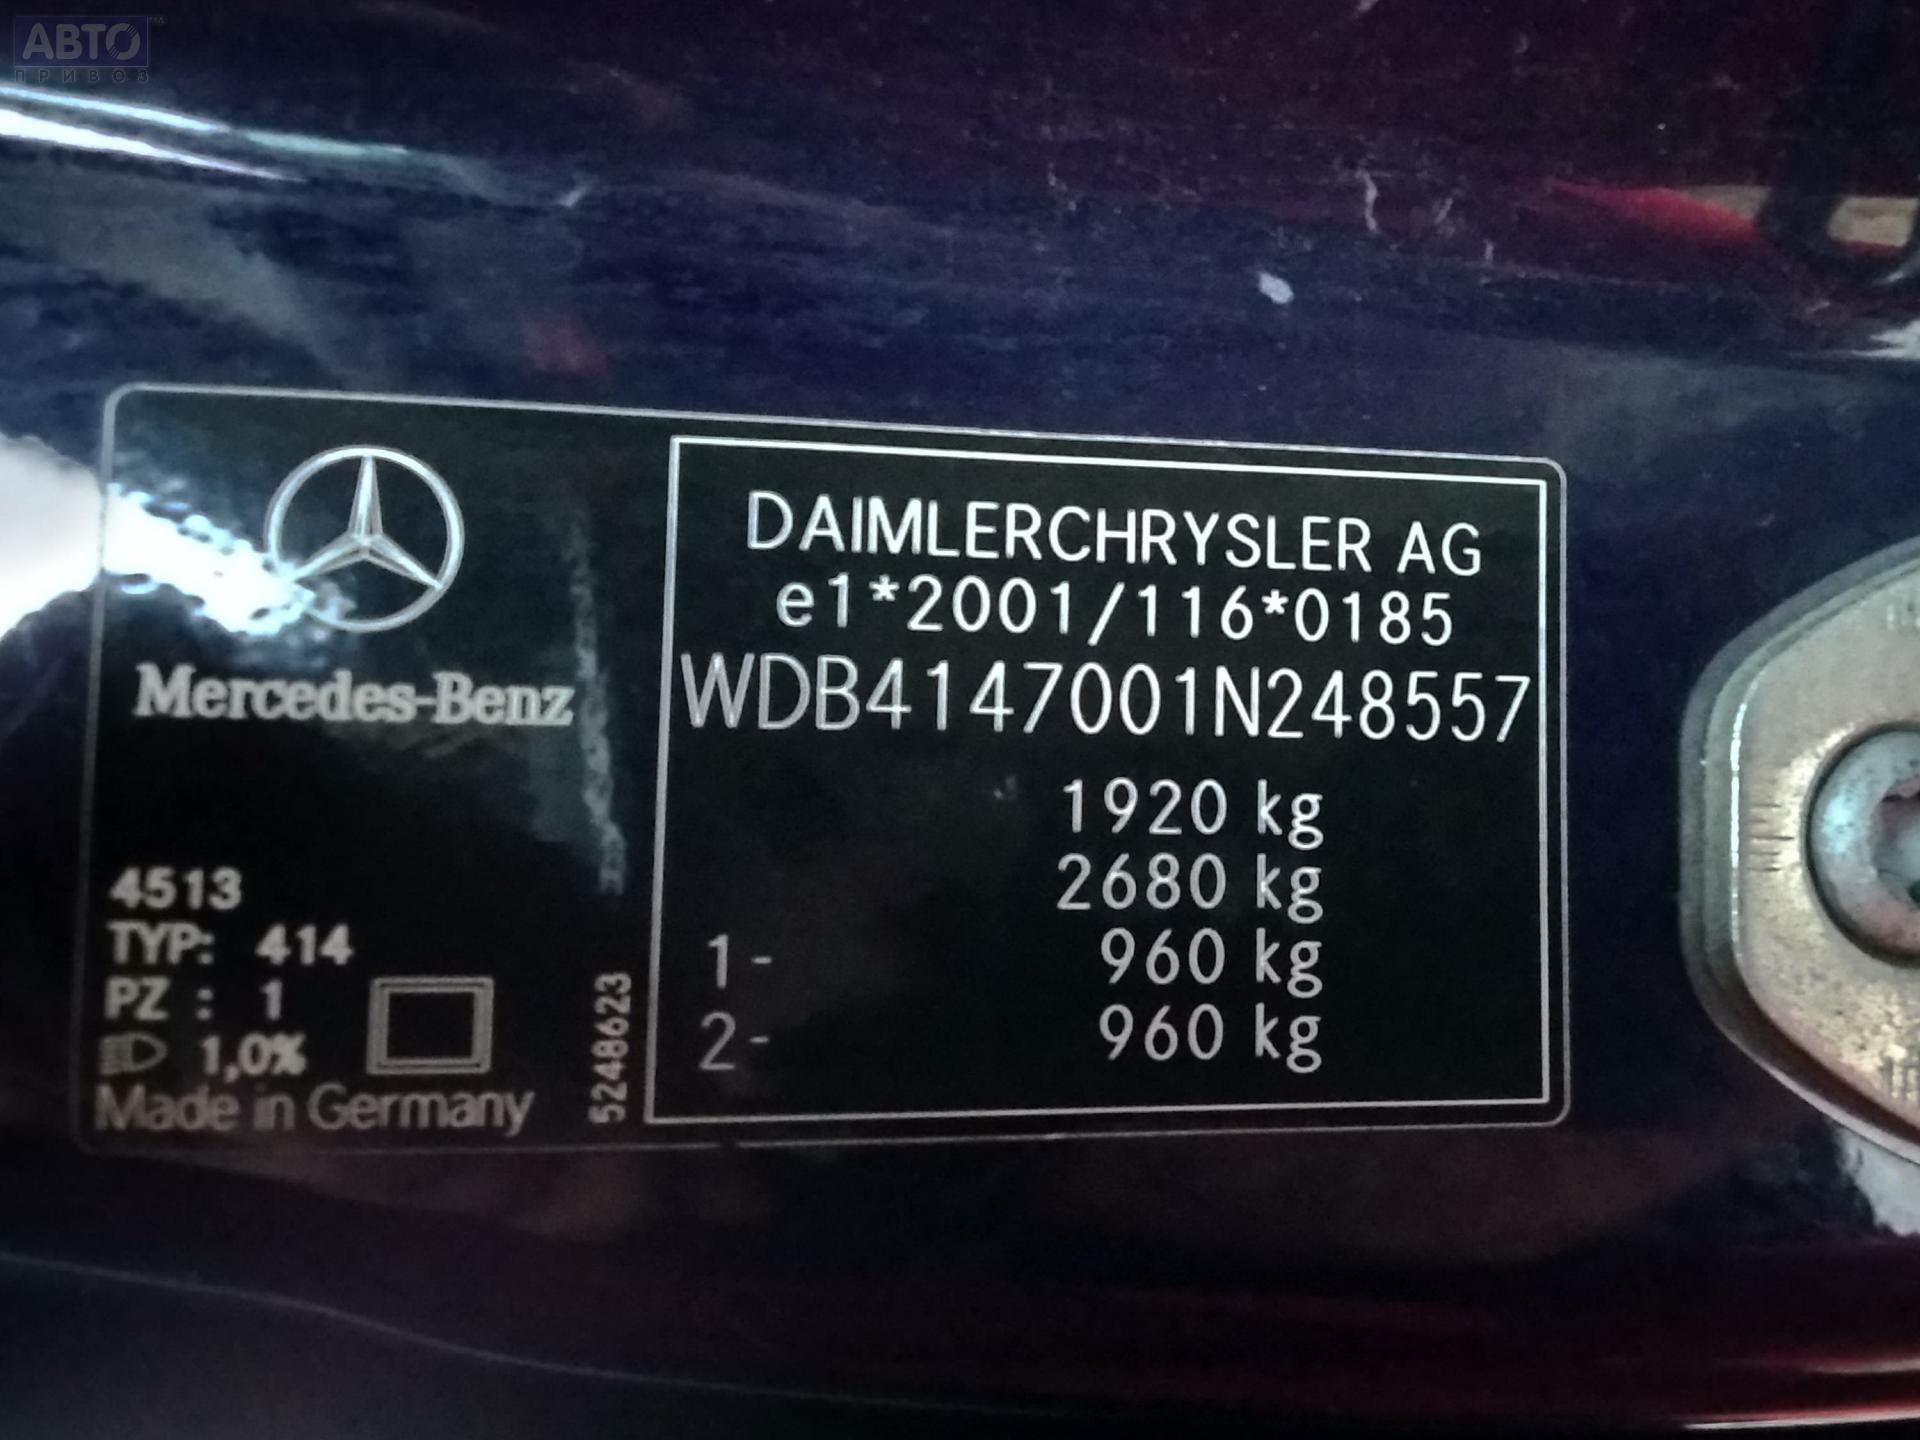 АВТО™
ПРИВОЗ
Mercedes-Benz
4513
TYP: 414
PZ : 1
1,0%
Made in Germany
5248623
DAIMLERCHRYSLER AG
e1*2001/116*0185
WDB4147001N248557
1920 kg
2680 kg
1- 960 kg
2- 960 kg